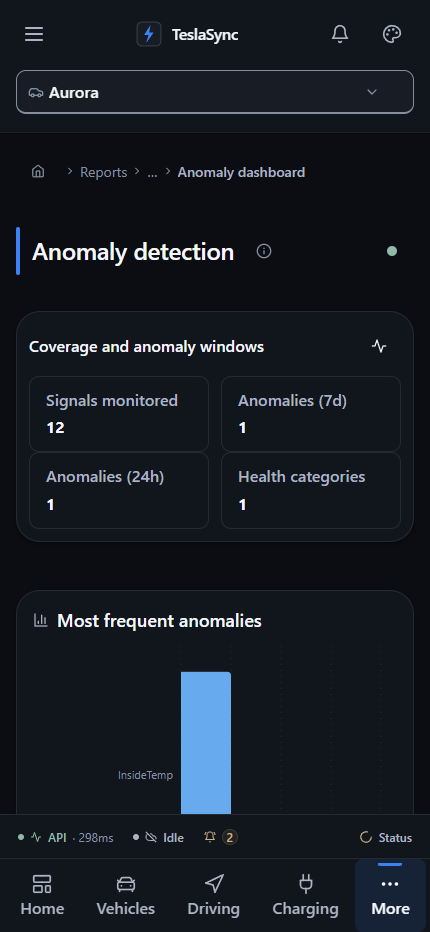 TeslaSync
Aurora
Reports ... Anomaly dashboard
Anomaly detection
Coverage and anomaly windows
Signals monitored
12
Anomalies (7d)
1
Anomalies (24h)
1
Health categories
1
Most frequent anomalies
InsideTemp
API · 298ms Idle 2 Status
Home Vehicles Driving Charging More